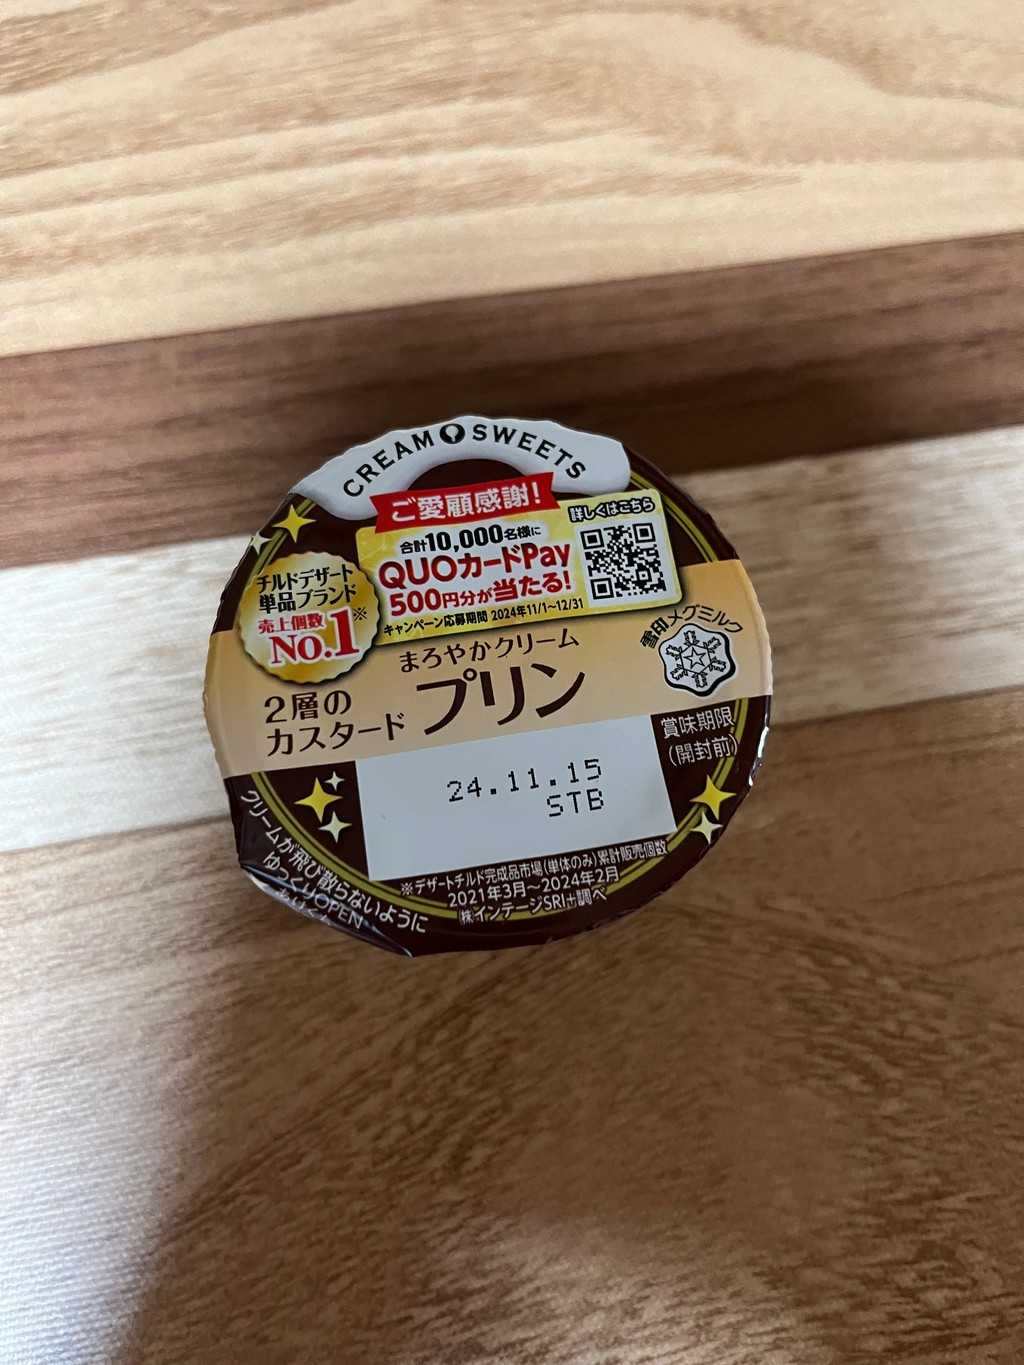 CREAM SWEETS
ご愛顧感謝!
合計10,000名様に
QUOカードPay
500円分が当たる!
キャンペーン応募期間 2024年11/1~12/31
詳しくはこちら
チルドデザート
単品ブランド
売上個数
No.1※
雪印メグミルク
まろやかクリーム
2層の
カスタード
プリン
賞味期限
(開封前)
24.11.15
STB
※デザートチルド完成品市場(単体のみ)累計販売個数
2021年3月~2024年2月
㈱インテージSRI+調べ
クリームが飛び散らないように
ゆっくりOPEN